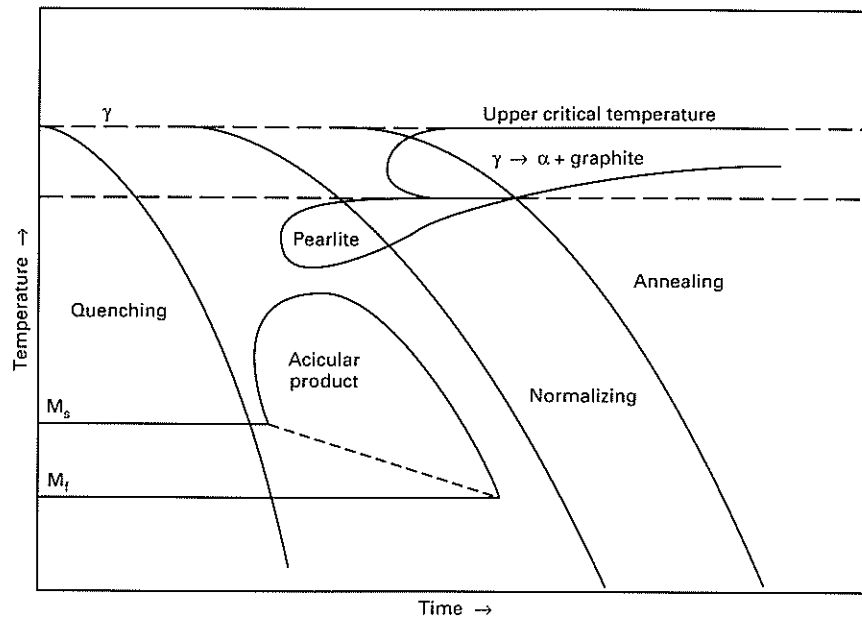 γ
Upper critical temperature
γ → α + graphite
Pearlite
Annealing
Quenching
Acicular
product
Normalizing
Ms
Mf
Temperature →
Time →